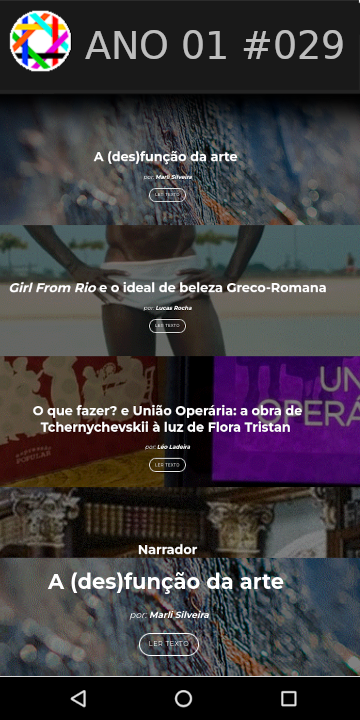 ANO 01 #029
A (des)função da arte
por: Marli Silveira
LER TEXTO
Girl From Rio e o ideal de beleza Greco-Romana
por: Lucas Rocha
LER TEXTO
UN
OPERÁ
O que fazer? e União Operária: a obra de
Tchernychevskii à luz de Flora Tristan
POPULAR
por: Léo Ladeira
LER TEXTO
Narrador
A (des)função da arte
por: Marli Silveira
LER TEXTO